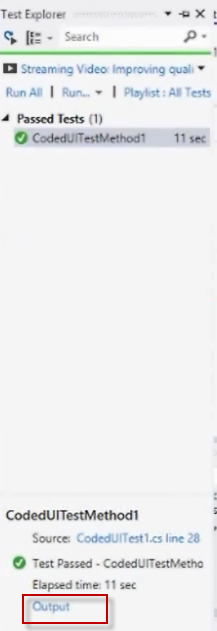 Test Explorer
Search
Streaming Video: Improving quali
Run All | Run... | Playlist : All Tests
Passed Tests (1)
CodedUITestMethod1 11 sec
CodedUITestMethod1
Source: CodedUITest1.cs line 28
Test Passed - CodedUITestMetho
Elapsed time: 11 sec
Output